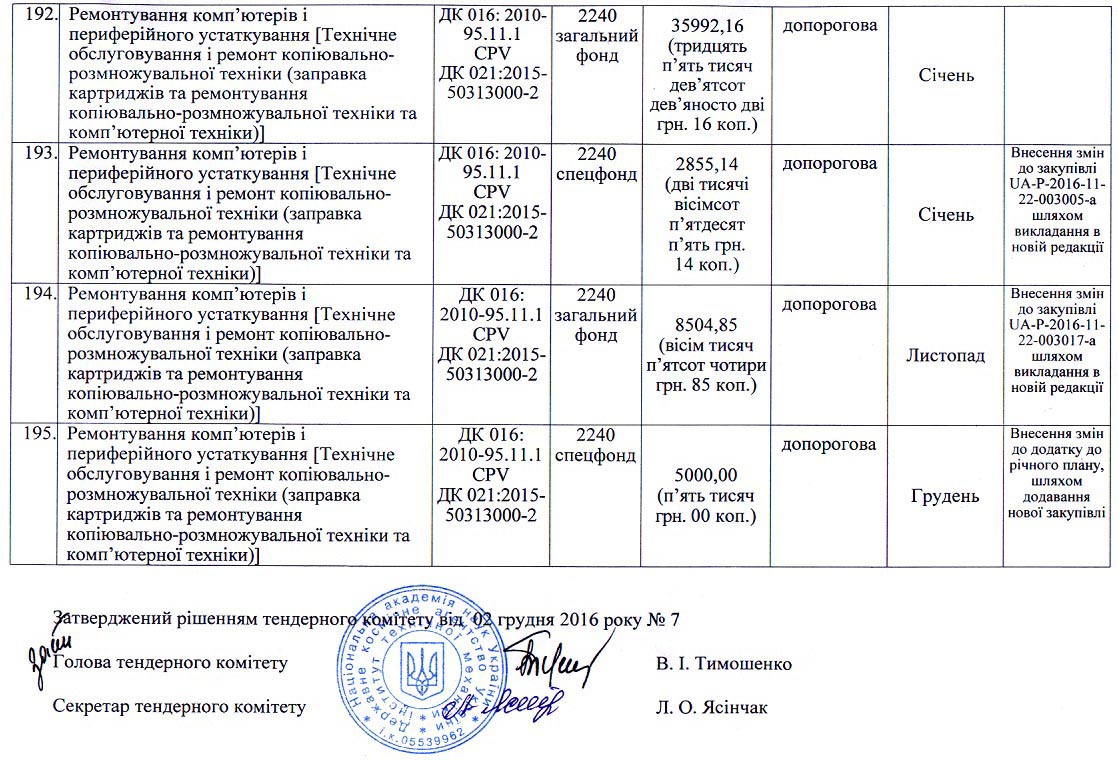 192. Ремонтування комп’ютерів і
периферійного устаткування [Технічне
обслуговування і ремонт копіювально-
розмножувальної техніки (заправка
картриджів та ремонтування
копіювально-розмножувальної техніки та
комп’ютерної техніки)]
ДК 016: 2010-
95.11.1
CPV
ДК 021:2015-
50313000-2
2240
загальний
фонд
35992,16
(тридцять
п’ять тисяч
дев’ятсот
дев’яносто дві
грн. 16 коп.)
допорогова
Січень
193. Ремонтування комп’ютерів і
периферійного устаткування [Технічне
обслуговування і ремонт копіювально-
розмножувальної техніки (заправка
картриджів та ремонтування
копіювально-розмножувальної техніки та
комп’ютерної техніки)]
ДК 016: 2010-
95.11.1
CPV
ДК 021:2015-
50313000-2
2240
спецфонд
2855,14
(дві тисячі
вісімсот
п’ятдесят
п’ять грн.
14 коп.)
допорогова
Січень
Внесення змін
до закупівлі
UA-P-2016-11-
22-003005-a
шляхом
викладання в
новій редакції
194. Ремонтування комп’ютерів і
периферійного устаткування [Технічне
обслуговування і ремонт копіювально-
розмножувальної техніки (заправка
картриджів та ремонтування
копіювально-розмножувальної техніки та
комп’ютерної техніки)]
ДК 016:
2010-95.11.1
CPV
ДК 021:2015-
50313000-2
2240
загальний
фонд
8504,85
(вісім тисяч
п’ятсот чотири
грн. 85 коп.)
допорогова
Листопад
Внесення змін
до закупівлі
UA-P-2016-11-
22-003017-a
шляхом
викладання в
новій редакції
195. Ремонтування комп’ютерів і
периферійного устаткування [Технічне
обслуговування і ремонт копіювально-
розмножувальної техніки (заправка
картриджів та ремонтування
копіювально-розмножувальної техніки та
комп’ютерної техніки)]
ДК 016:
2010-95.11.1
CPV
ДК 021:2015-
50313000-2
2240
спецфонд
5000,00
(п’ять тисяч
грн. 00 коп.)
допорогова
Грудень
Внесення змін
до додатку до
річного плану,
шляхом
додавання
нової закупівлі
Затверджений рішенням тендерного комітету від 02 грудня 2016 року № 7
Голова тендерного комітету
В. І. Тимошенко
Секретар тендерного комітету
Л. О. Ясінчак
Національна академія наук України
Державне космічне агентство України
Інститут технічної механіки
і.к.05539962